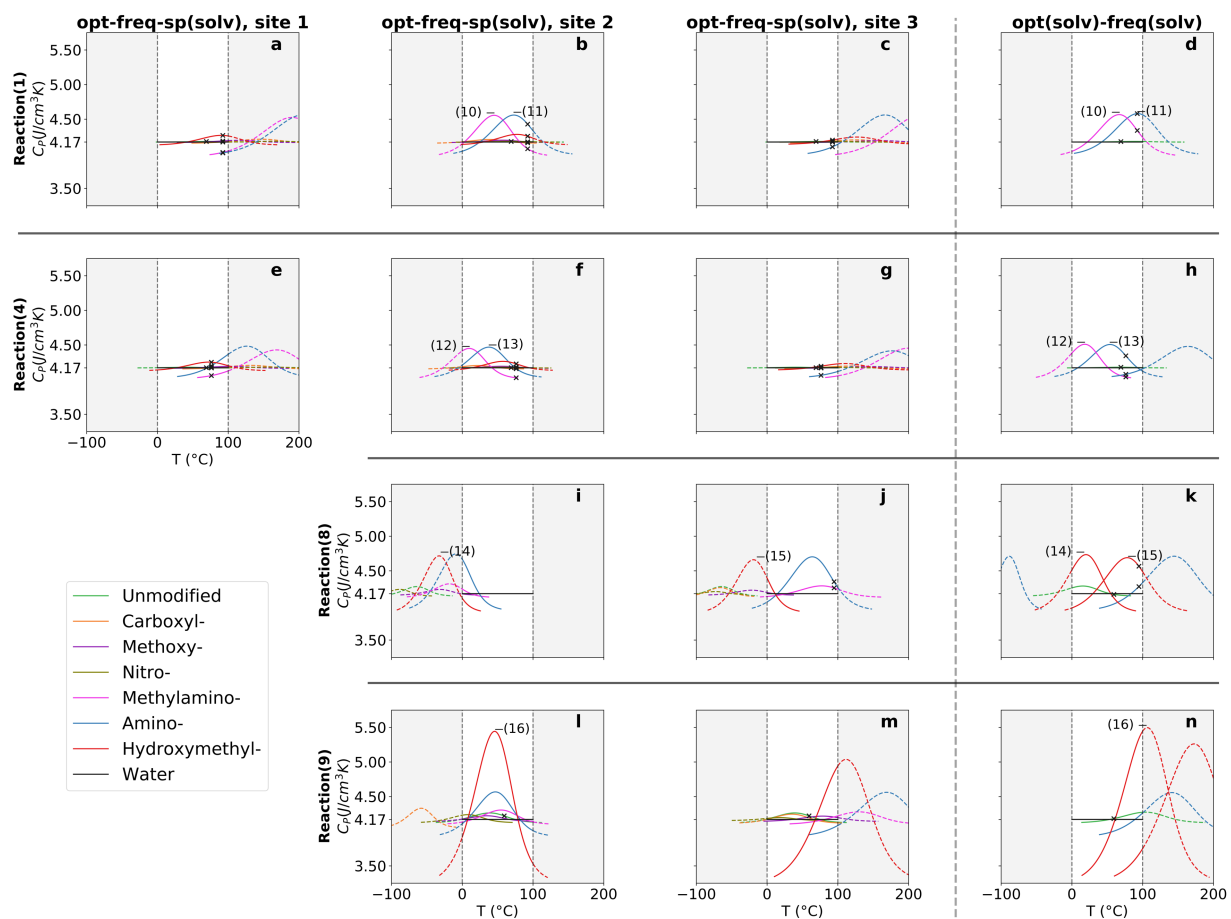 opt-freq-sp(solv), site 1
opt-freq-sp(solv), site 2
opt-freq-sp(solv), site 3
opt(solv)-freq(solv)
Reaction(1)
C_P(J/cm³K)
5.50
5.00
4.50
4.17
3.50
a
b
(10)
(11)
c
d
(10)
(11)
Reaction(4)
C_P(J/cm³K)
5.50
5.00
4.50
4.17
3.50
e
−100
0
100
200
T (°C)
f
(12)
(13)
g
h
(12)
(13)
Reaction(8)
C_P(J/cm³K)
5.50
5.00
4.50
4.17
3.50
i
(14)
j
(15)
k
(14)
(15)
Unmodified
Carboxyl-
Methoxy-
Nitro-
Methylamino-
Amino-
Hydroxymethyl-
Water
Reaction(9)
C_P(J/cm³K)
5.50
5.00
4.50
4.17
3.50
l
(16)
−100
0
100
200
T (°C)
m
−100
0
100
200
T (°C)
n
(16)
−100
0
100
200
T (°C)